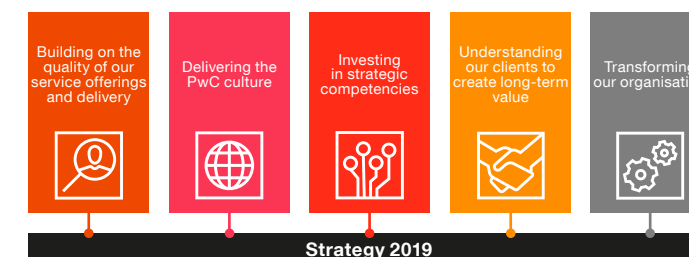 Building on the
quality of our
service offerings
and delivery
Delivering the
PwC culture
Investing
in strategic
competencies
Understanding
our clients to
create long-term
value
Transforming
our organisati
Strategy 2019